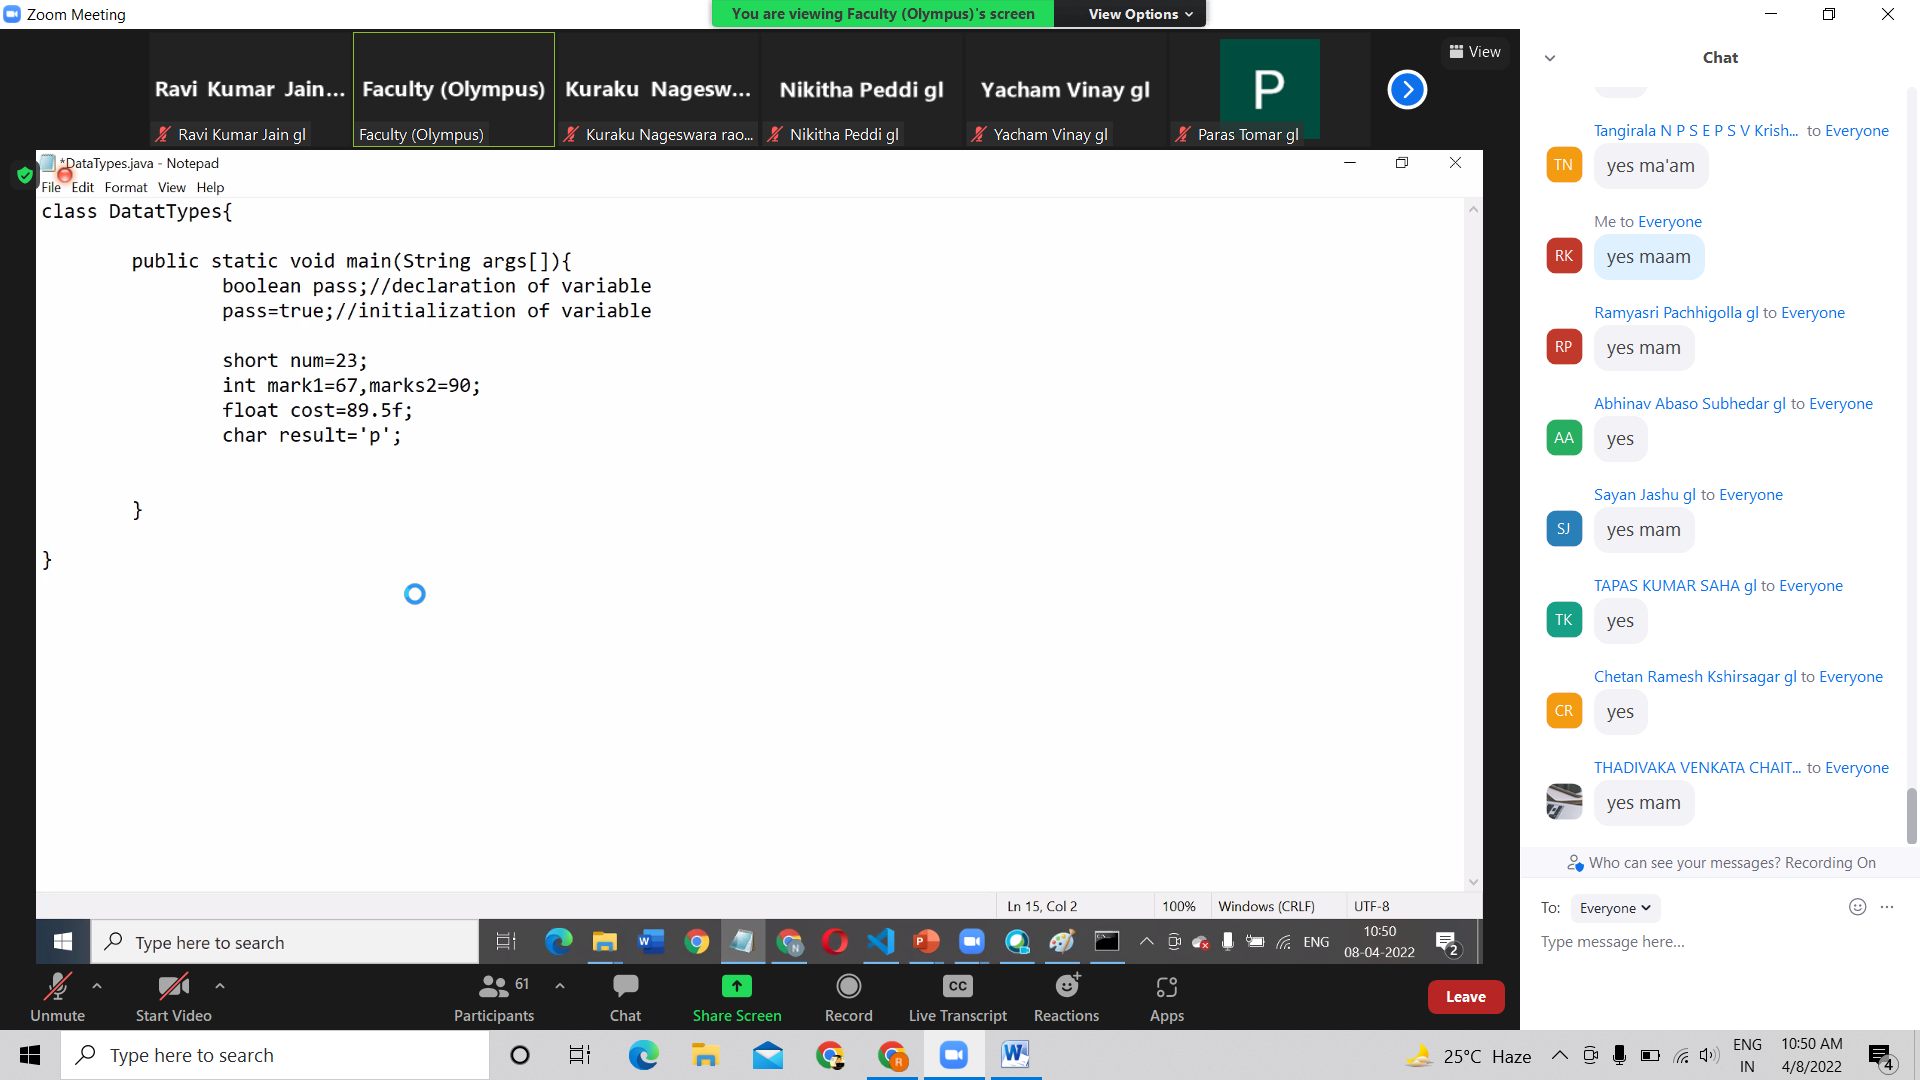 Zoom Meeting
You are viewing Faculty (Olympus)'s screen
View Options
View
Ravi Kumar Jain...
Faculty (Olympus)
Kuraku Nagesw...
Nikitha Peddi gl
Yacham Vinay gl
P
Ravi Kumar Jain gl
Faculty (Olympus)
Kuraku Nageswara rao...
Nikitha Peddi gl
Yacham Vinay gl
Paras Tomar gl
*DataTypes.java - Notepad
File Edit Format View Help
class DatatTypes{
public static void main(String args[]){
boolean pass;//declaration of variable
pass=true;//initialization of variable
short num=23;
int mark1=67,marks2=90;
float cost=89.5f;
char result='p';
}
}
Ln 15, Col 2
100%
Windows (CRLF)
UTF-8
Type here to search
N
ENG
10:50
08-04-2022
2
Unmute
Start Video
61
Participants
Chat
Share Screen
Record
CC
Live Transcript
Reactions
Apps
Leave
Chat
Tangirala N P S E P S V Krish... to Everyone
TN
yes ma'am
Me to Everyone
RK
yes maam
Ramyasri Pachhigolla gl to Everyone
RP
yes mam
Abhinav Abaso Subhedar gl to Everyone
AA
yes
Sayan Jashu gl to Everyone
SJ
yes mam
TAPAS KUMAR SAHA gl to Everyone
TK
yes
Chetan Ramesh Kshirsagar gl to Everyone
CR
yes
THADIVAKA VENKATA CHAIT... to Everyone
yes mam
Who can see your messages? Recording On
To: Everyone
Type message here...
Type here to search
R
25°C Haze
ENG
IN
10:50 AM
4/8/2022
4